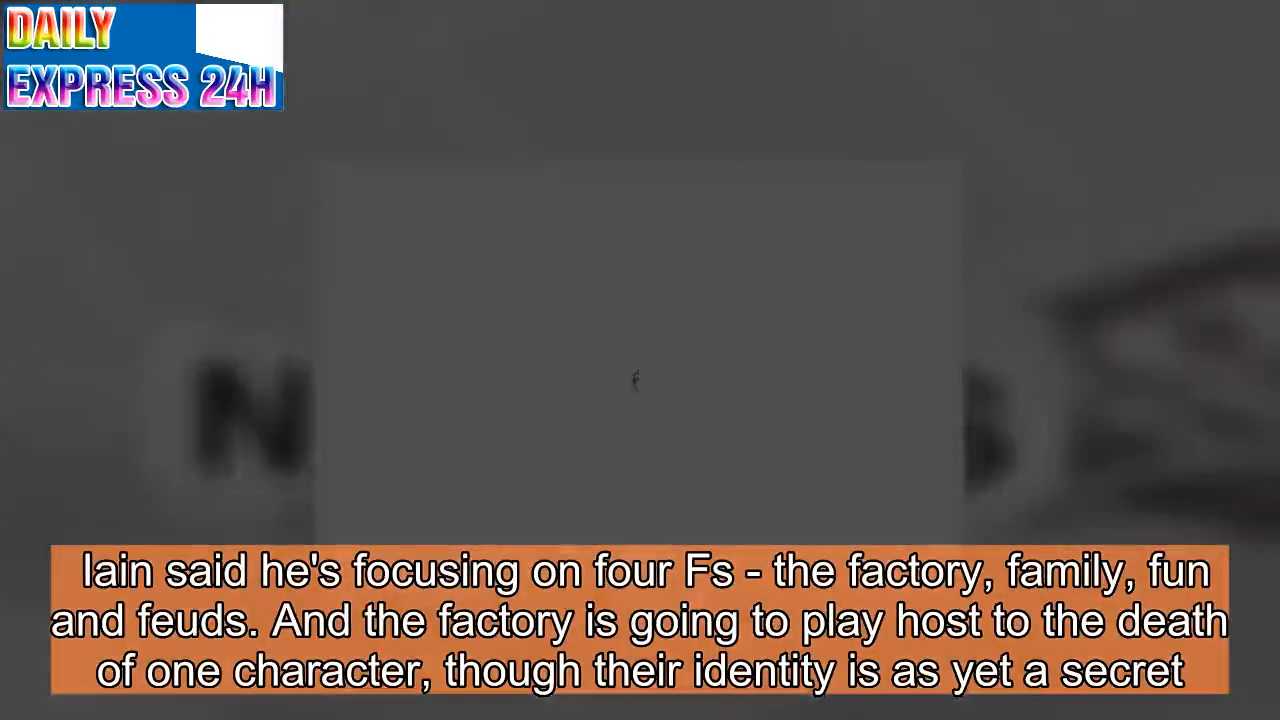 DAILY
EXPRESS 24H
N
Iain said he's focusing on four Fs - the factory, family, fun
and feuds. And the factory is going to play host to the death
of one character, though their identity is as yet a secret